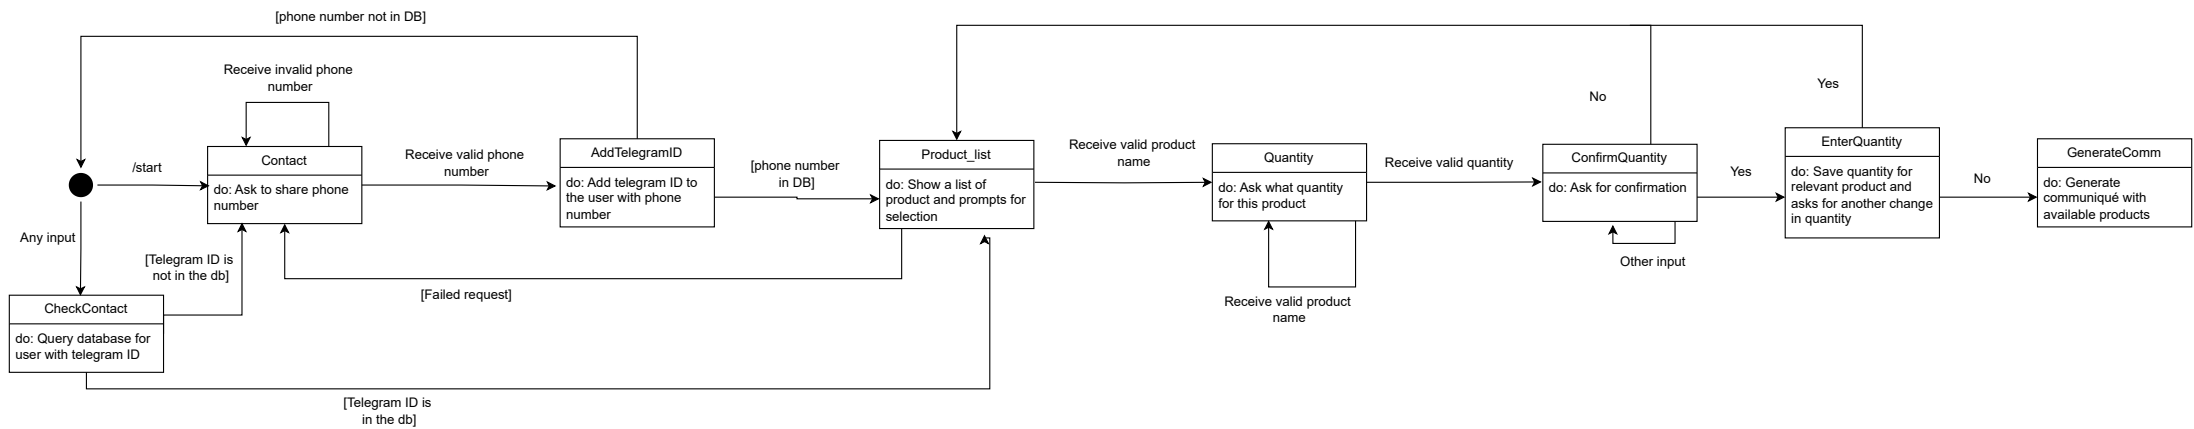 [phone number not in DB]
Receive invalid phone
number
/start
Contact
do: Ask to share phone
number
Receive valid phone
number
AddTelegramID
do: Add telegram ID to
the user with phone
number
[phone number
in DB]
Product_list
do: Show a list of
product and prompts for
selection
Receive valid product
name
Quantity
do: Ask what quantity
for this product
Receive valid product
name
Receive valid quantity
No
ConfirmQuantity
do: Ask for confirmation
Other input
Yes
Yes
EnterQuantity
do: Save quantity for
relevant product and
asks for another change
in quantity
No
GenerateComm
do: Generate
communiqué with
available products
Any input
[Telegram ID is
not in the db]
[Failed request]
CheckContact
do: Query database for
user with telegram ID
[Telegram ID is
in the db]